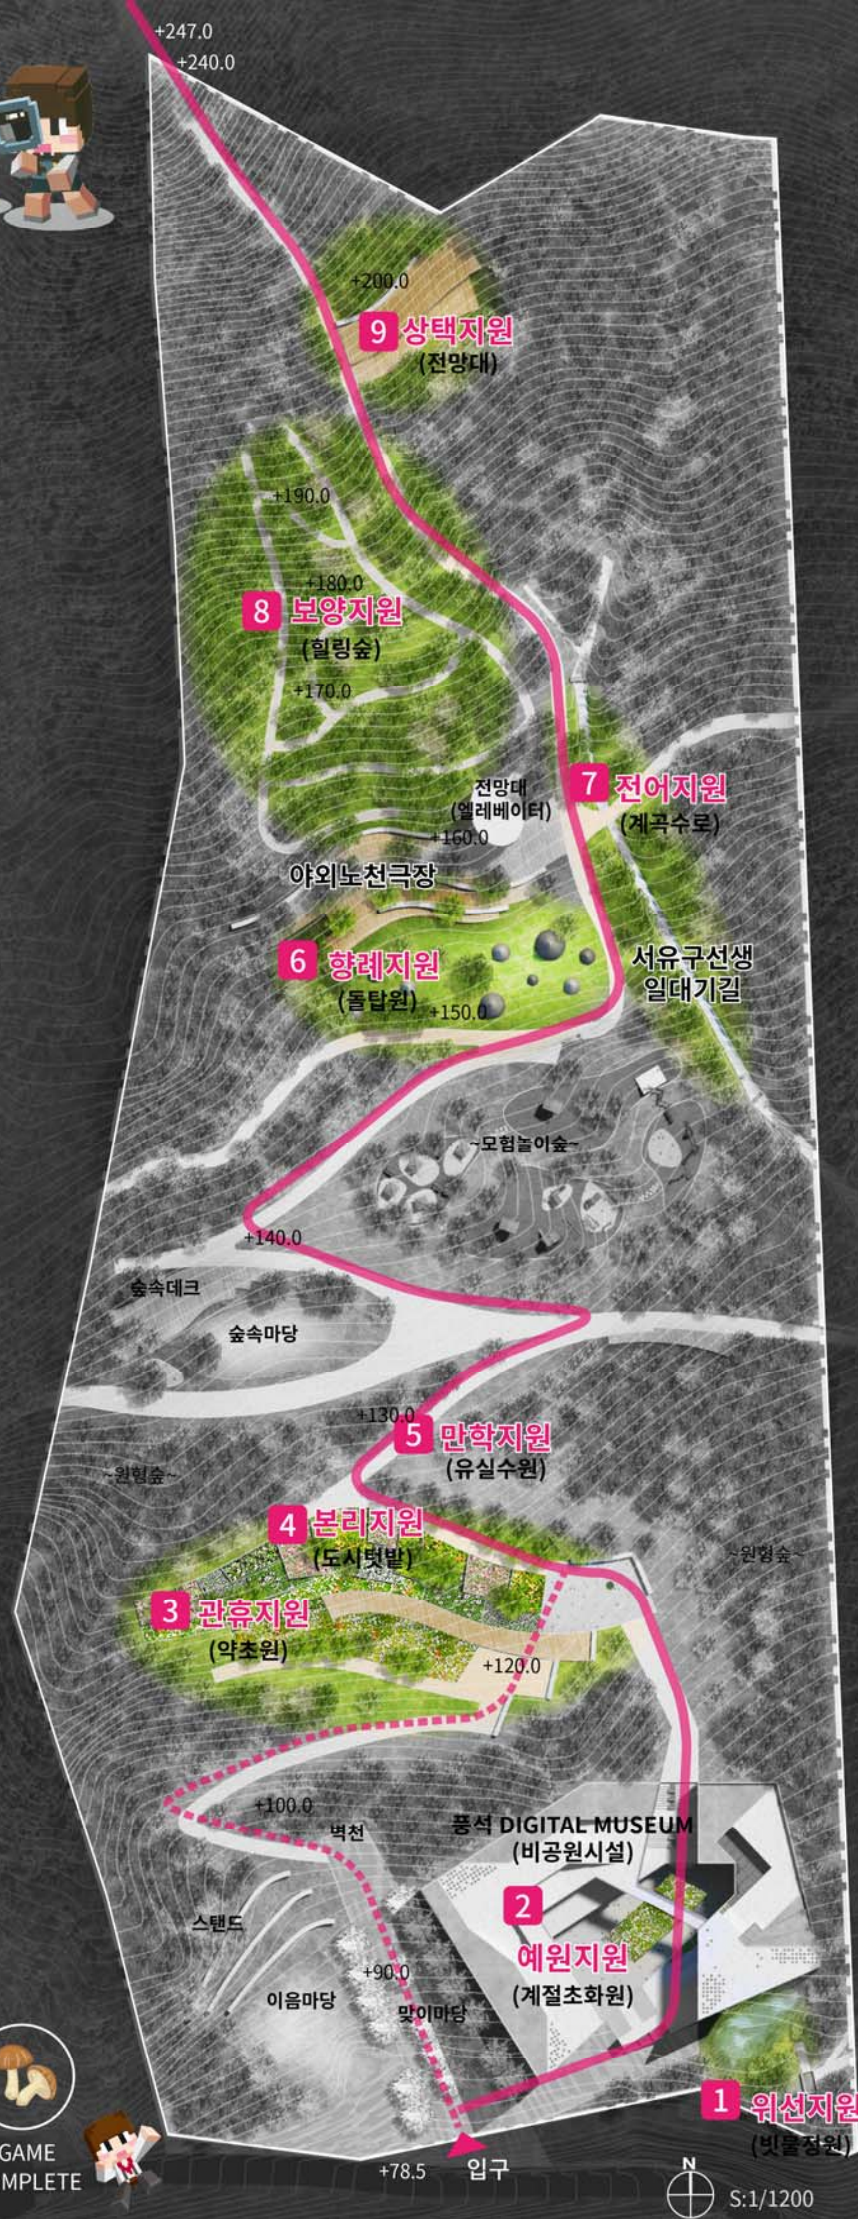 +247.0
+240.0
+200.0
9 상택지원
(전망대)
+190.0
+180.0
8 보양지원
(힐링숲)
+170.0
7 전어지원
(계곡수로)
전망대
(엘레베이터)
+160.0
야외노천극장
6 향례지원
(돌탑원)
+150.0
서유구선생
일대기길
~모험놀이숲~
+140.0
숲속데크
숲속마당
+130.0
5 만학지원
(유실수원)
~원형숲~
4 본리지원
(도시텃밭)
~원형숲~
3 관휴지원
(약초원)
+120.0
+100.0
벽천
풍석 DIGITAL MUSEUM
(비공원시설)
2
예원지원
(계절초화원)
스탠드
+90.0
이음마당
맞이마당
1 위선지원
(빗물정원)
GAME
MPLETE
M
+78.5
입구
N
S:1/1200